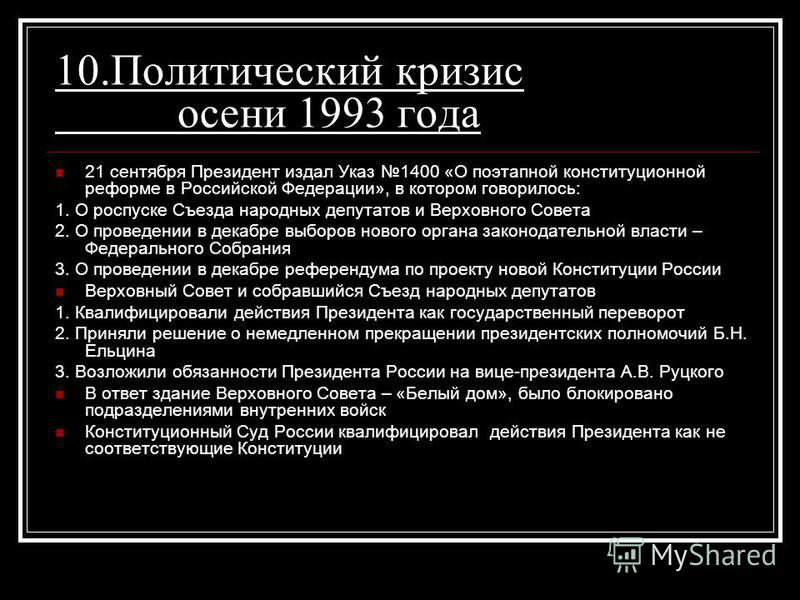 10.Политический кризис
осени 1993 года
21 сентября Президент издал Указ №1400 «О поэтапной конституционной
реформе в Российской Федерации», в котором говорилось:
1. О роспуске Съезда народных депутатов и Верховного Совета
2. О проведении в декабре выборов нового органа законодательной власти –
Федерального Собрания
3. О проведении в декабре референдума по проекту новой Конституции России
Верховный Совет и собравшийся Съезд народных депутатов
1. Квалифицировали действия Президента как государственный переворот
2. Приняли решение о немедленном прекращении президентских полномочий Б.Н.
Ельцина
3. Возложили обязанности Президента России на вице-президента А.В. Руцкого
В ответ здание Верховного Совета – «Белый дом», было блокировано
подразделениями внутренних войск
Конституционный Суд России квалифицировал действия Президента как не
соответствующие Конституции
MyShared